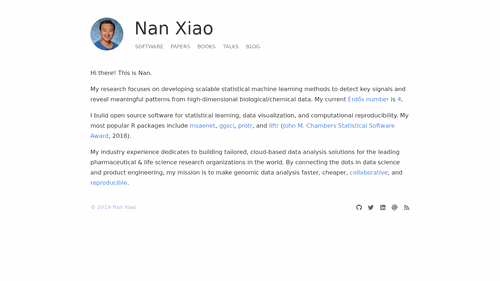 Nan Xiao
SOFTWARE PAPERS BOOKS TALKS BLOG
Hi there! This is Nan.
My research focuses on developing scalable statistical machine learning methods to detect key signals and
reveal meaningful patterns from high-dimensional biological/chemical data. My current Erdős number is 4.
I build open source software for statistical learning, data visualization, and computational reproducibility. My
most popular R packages include msaenet, ggsci, protr, and liftr (John M. Chambers Statistical Software
Award, 2018).
My industry experience dedicates to building tailored, cloud-based data analysis solutions for the leading
pharmaceutical & life science research organizations in the world. By connecting the dots in data science
and product engineering, my mission is to make genomic data analysis faster, cheaper, collaborative, and
reproducible.
© 2019 Nan Xiao